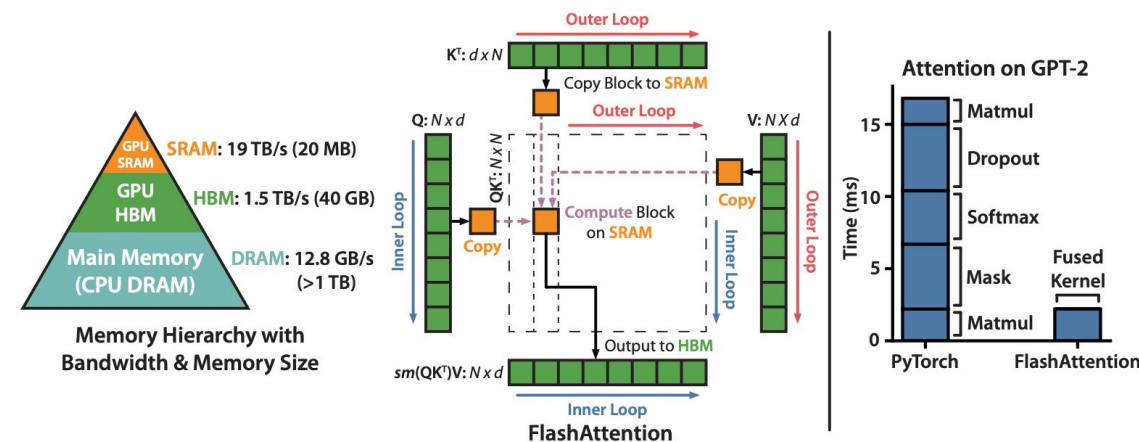 GPU
SRAM
SRAM: 19 TB/s (20 MB)
GPU
HBM
HBM: 1.5 TB/s (40 GB)
Main Memory
(CPU DRAM)
DRAM: 12.8 GB/s
(>1 TB)
Memory Hierarchy with
Bandwidth & Memory Size
Outer Loop
Kᵀ: d x N
Copy Block to SRAM
Outer Loop
Q: N x d
V: N X d
QKᵀ: N x N
Inner Loop
Copy
Compute Block
on SRAM
Copy
Outer Loop
Inner Loop
Output to HBM
sm(QKᵀ)V: N x d
Inner Loop
FlashAttention
Attention on GPT-2
Time (ms)
15
10
5
0
Matmul
Dropout
Softmax
Mask
Matmul
Fused
Kernel
PyTorch
FlashAttention